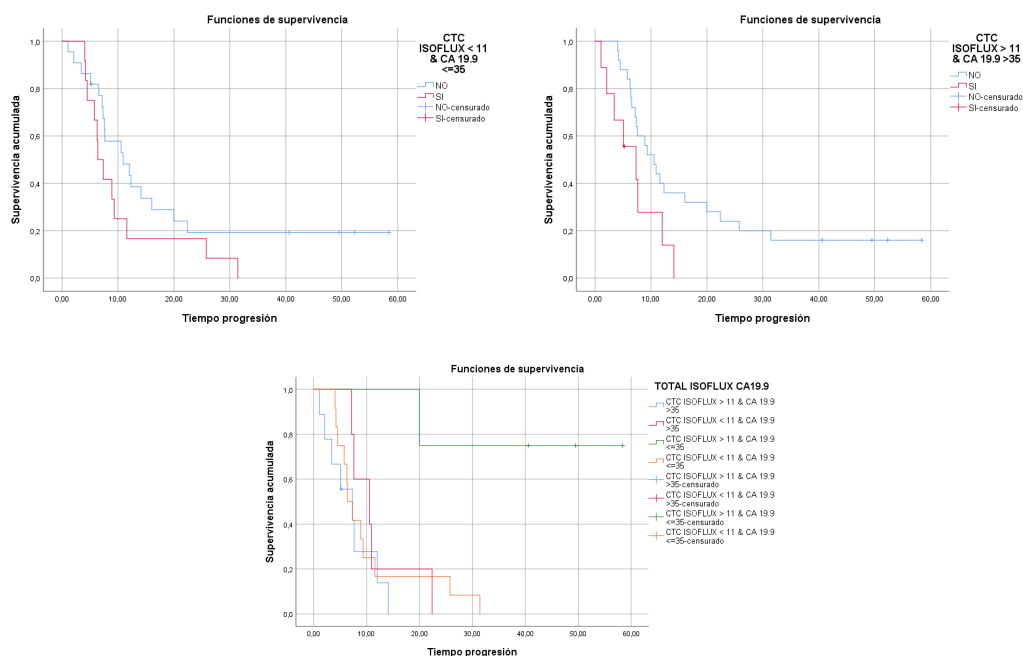 Funciones de supervivencia
CTC
ISOFLUX < 11
& CA 19.9
<=35
NO
SI
NO-censurado
SI-censurado
Supervivencia acumulada
1,0
0,8
0,6
0,4
0,2
0,0
0,00 10,00 20,00 30,00 40,00 50,00 60,00
Tiempo progresión
Funciones de supervivencia
CTC
ISOFLUX > 11
& CA 19.9 >35
NO
SI
NO-censurado
SI-censurado
Supervivencia acumulada
1,0
0,8
0,6
0,4
0,2
0,0
0,00 10,00 20,00 30,00 40,00 50,00 60,00
Tiempo progresión
Funciones de supervivencia
TOTAL ISOFLUX CA19.9
CTC ISOFLUX > 11 & CA 19.9
>35
CTC ISOFLUX < 11 & CA 19.9
>35
CTC ISOFLUX > 11 & CA 19.9
<=35
CTC ISOFLUX < 11 & CA 19.9
<=35
CTC ISOFLUX > 11 & CA 19.9
>35-censurado
CTC ISOFLUX < 11 & CA 19.9
>35-censurado
CTC ISOFLUX > 11 & CA 19.9
<=35-censurado
CTC ISOFLUX < 11 & CA 19.9
<=35-censurado
Supervivencia acumulada
1,0
0,8
0,6
0,4
0,2
0,0
0,00 10,00 20,00 30,00 40,00 50,00 60,00
Tiempo progresión